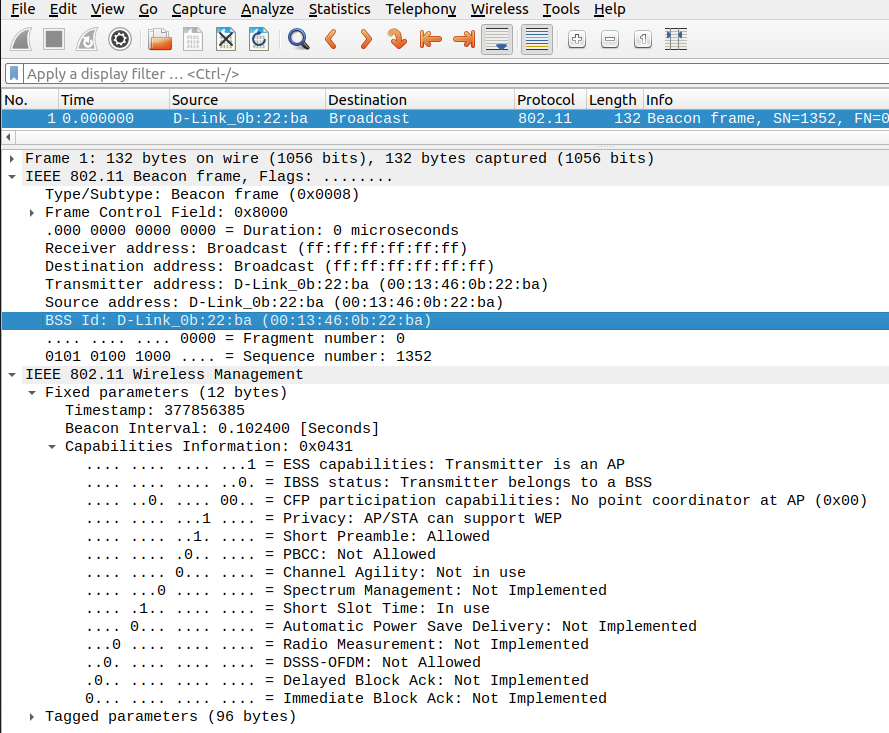 File Edit View Go Capture Analyze Statistics Telephony Wireless Tools Help
Apply a display filter ... <Ctrl-/>
No. Time Source Destination Protocol Length Info
1 0.000000 D-Link_0b:22:ba Broadcast 802.11 132 Beacon frame, SN=1352, FN=0
Frame 1: 132 bytes on wire (1056 bits), 132 bytes captured (1056 bits)
IEEE 802.11 Beacon frame, Flags: ........
Type/Subtype: Beacon frame (0x0008)
Frame Control Field: 0x8000
.000 0000 0000 0000 = Duration: 0 microseconds
Receiver address: Broadcast (ff:ff:ff:ff:ff:ff)
Destination address: Broadcast (ff:ff:ff:ff:ff:ff)
Transmitter address: D-Link_0b:22:ba (00:13:46:0b:22:ba)
Source address: D-Link_0b:22:ba (00:13:46:0b:22:ba)
BSS Id: D-Link_0b:22:ba (00:13:46:0b:22:ba)
.... .... .... 0000 = Fragment number: 0
0101 0100 1000 .... = Sequence number: 1352
IEEE 802.11 Wireless Management
Fixed parameters (12 bytes)
Timestamp: 377856385
Beacon Interval: 0.102400 [Seconds]
Capabilities Information: 0x0431
.... .... .... ...1 = ESS capabilities: Transmitter is an AP
.... .... .... ..0. = IBSS status: Transmitter belongs to a BSS
.... ..0. .... 00.. = CFP participation capabilities: No point coordinator at AP (0x00)
.... .... ...1 .... = Privacy: AP/STA can support WEP
.... .... ..1. .... = Short Preamble: Allowed
.... .... .0.. .... = PBCC: Not Allowed
.... .... 0... .... = Channel Agility: Not in use
.... ...0 .... .... = Spectrum Management: Not Implemented
.... .1.. .... .... = Short Slot Time: In use
.... 0... .... .... = Automatic Power Save Delivery: Not Implemented
...0 .... .... .... = Radio Measurement: Not Implemented
..0. .... .... .... = DSSS-OFDM: Not Allowed
.0.. .... .... .... = Delayed Block Ack: Not Implemented
0... .... .... .... = Immediate Block Ack: Not Implemented
Tagged parameters (96 bytes)